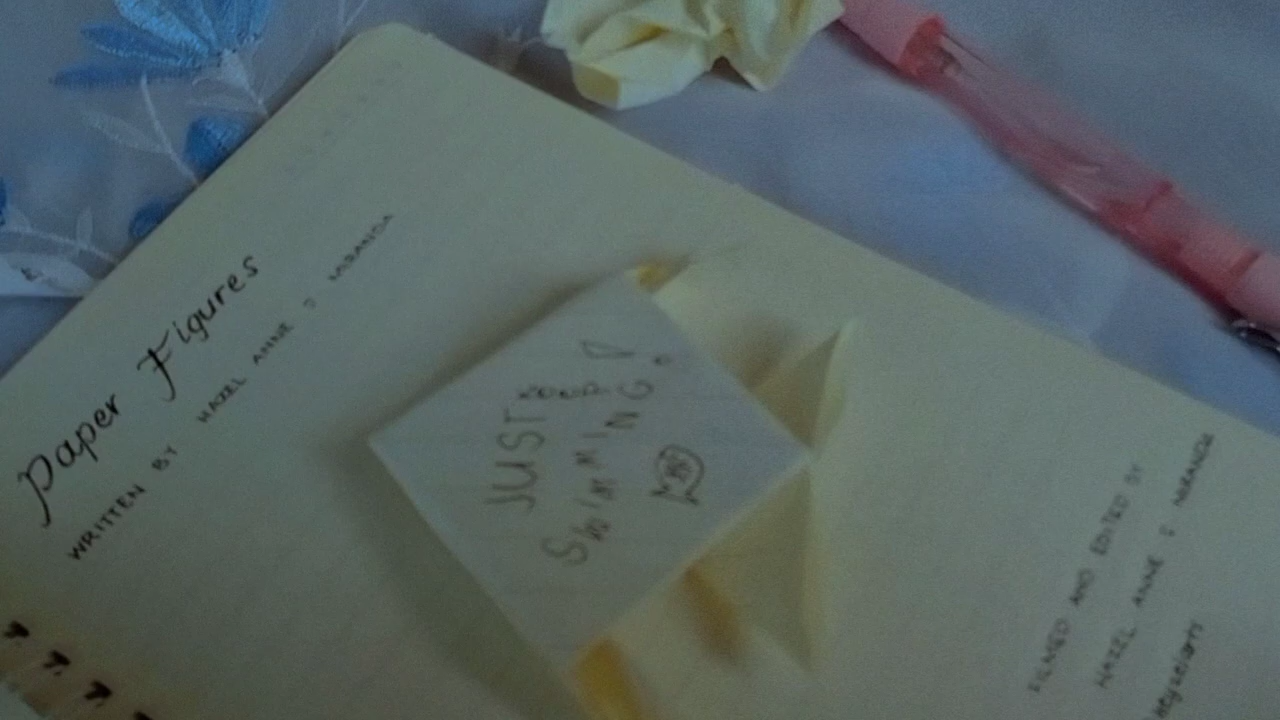 Paper Figures
WRITTEN BY HAZEL ANNE J MIRANDA
JUST KEEP
SWIMMING!
FILMED AND EDITED BY
HAZEL ANNE J MIRANDA